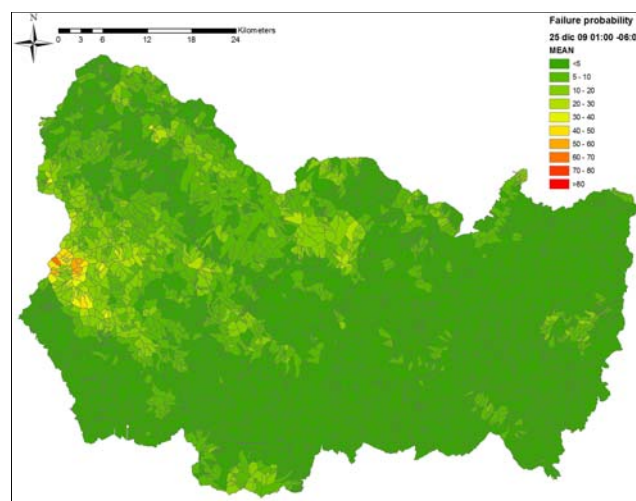 N
Kilometers
0 3 6 12 18 24
Failure probability
25 dic 09 01:00 -06:0
MEAN
<5
5 - 10
10 - 20
20 - 30
30 - 40
40 - 50
50 - 60
60 - 70
70 - 80
>80